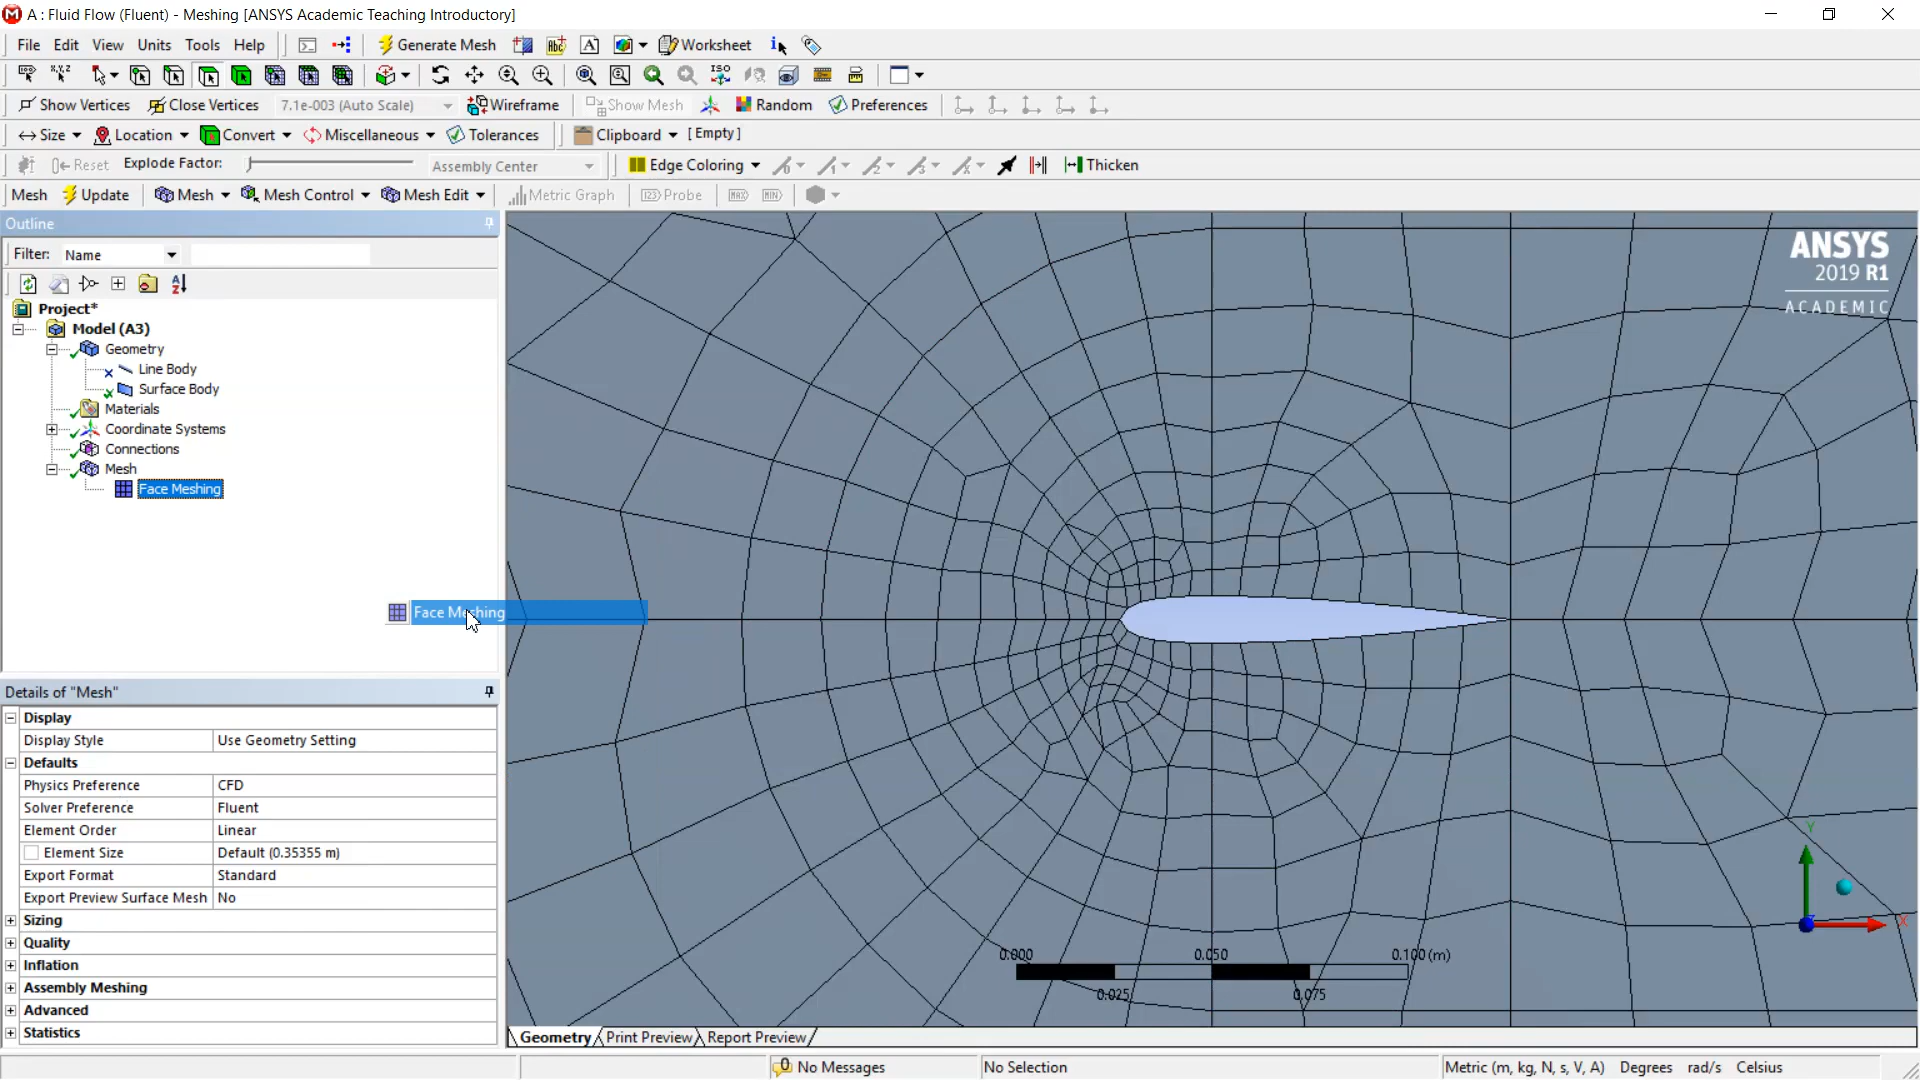 A : Fluid Flow (Fluent) - Meshing [ANSYS Academic Teaching Introductory]
File Edit View Units Tools Help Generate Mesh Worksheet
ISO
Show Vertices Close Vertices 7.1e-003 (Auto Scale) Wireframe Show Mesh Random Preferences
Size Location Convert Miscellaneous Tolerances Clipboard [ Empty ]
Reset Explode Factor: Assembly Center Edge Coloring Thicken
Mesh Update Mesh Mesh Control Mesh Edit Metric Graph Probe MAX MIN
Outline
Filter: Name
Project*
Model (A3)
Geometry
Line Body
Surface Body
Materials
Coordinate Systems
Connections
Mesh
Face Meshing
Face Meshing
Details of "Mesh"
Display
Display Style Use Geometry Setting
Defaults
Physics Preference CFD
Solver Preference Fluent
Element Order Linear
Element Size Default (0.35355 m)
Export Format Standard
Export Preview Surface Mesh No
Sizing
Quality
Inflation
Assembly Meshing
Advanced
Statistics
ANSYS
2019 R1
ACADEMIC
Y
X
0.000 0.050 0.100 (m)
0.025 0.075
Geometry Print Preview Report Preview
No Messages No Selection Metric (m, kg, N, s, V, A) Degrees rad/s Celsius